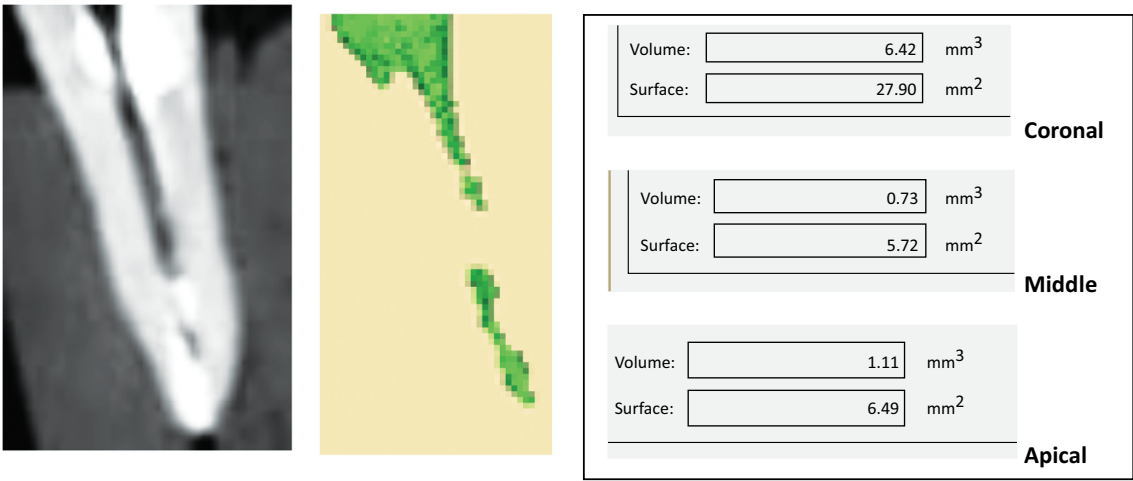 Volume: 6.42 mm3
Surface: 27.90 mm2
Coronal
Volume: 0.73 mm3
Surface: 5.72 mm2
Middle
Volume: 1.11 mm3
Surface: 6.49 mm2
Apical